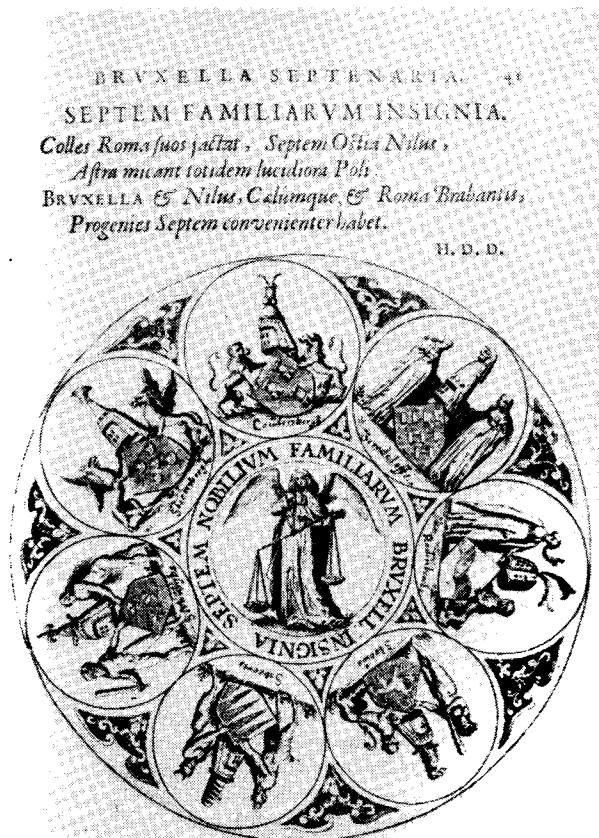 BRVXELLA SEPTENARIA. 41
SEPTEM FAMILIARVM INSIGNIA.
Colles Roma suos jactat, Septem Ostia Nilus,
Astra micant totidem lucidiora Poli
BRVXELLA & Nilus, Cælumque, & Roma Brabantis,
Progenies Septem convenienter habet.
H. D. D.
SEPTEM NOBILIVM FAMILIARVM BRVXELL INSIGNIA